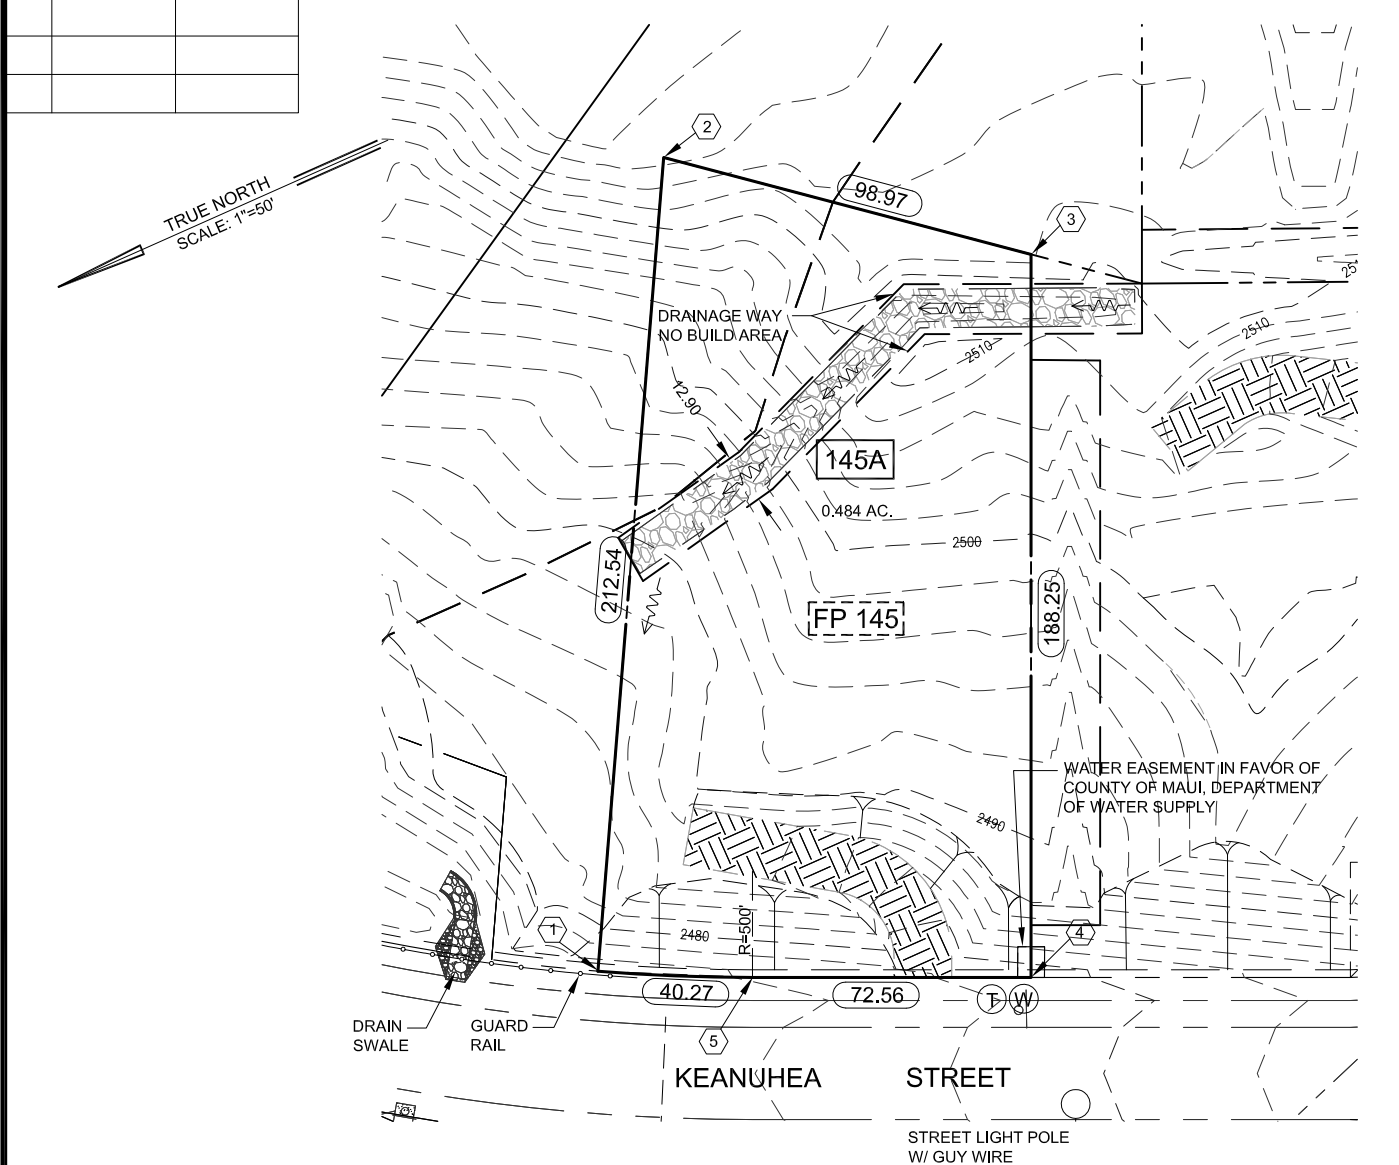 TRUE NORTH
SCALE: 1"=50'
2
98.97
3
DRAINAGE WAY
NO BUILD AREA
2510
2510
12.90
145A
0.484 AC.
2500
212.54
FP 145
188.25
WATER EASEMENT IN FAVOR OF
COUNTY OF MAUI, DEPARTMENT
OF WATER SUPPLY
2490
1
2480
R=500'
4
40.27
72.56
T
W
DRAIN
SWALE
GUARD
RAIL
5
KEANUHEA STREET
STREET LIGHT POLE
W/ GUY WIRE